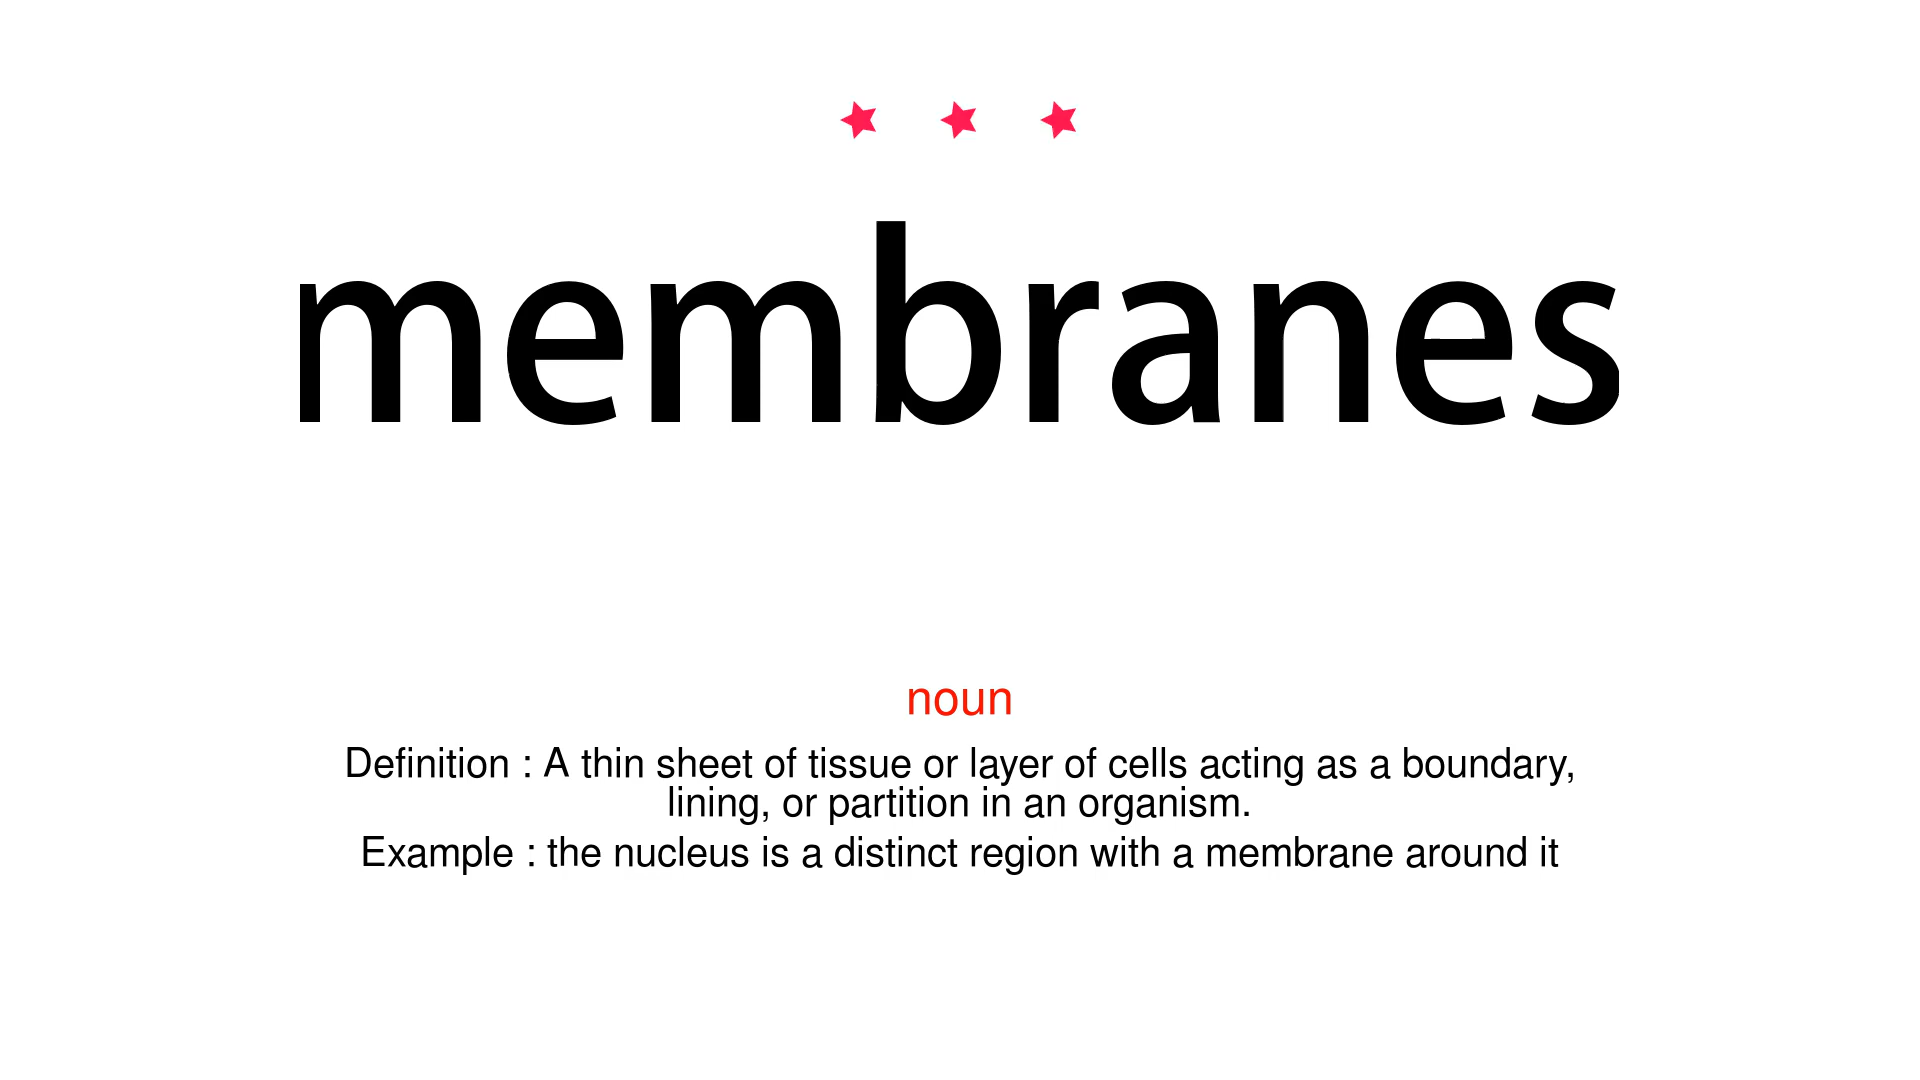 membranes
noun
Definition : A thin sheet of tissue or layer of cells acting as a boundary,
lining, or partition in an organism.
Example : the nucleus is a distinct region with a membrane around it